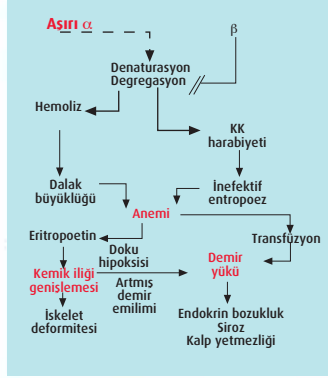 Aşırı α
β
Denaturasyon
Degregasyon
Hemoliz
KK
harabiyeti
Dalak
büyüklüğü
İnefektif
entropoez
Anemi
Eritropoetin
Doku
hipoksisi
Transfüzyon
Kemik iliği
genişlemesi
Artmış
demir
emilimi
Demir
yükü
İskelet
deformitesi
Endokrin bozukluk
Siroz
Kalp yetmezliği